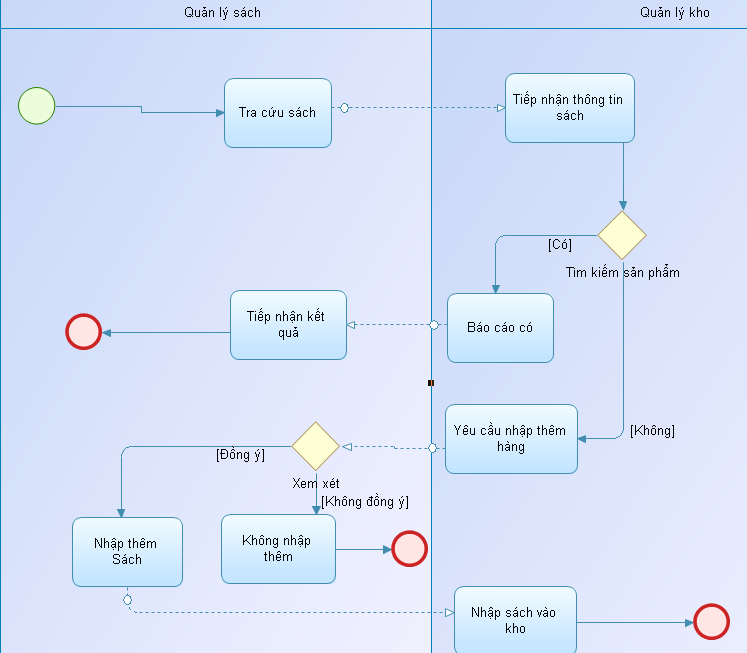 Quản lý sách
Quản lý kho
Tra cứu sách
Tiếp nhận thông tin
sách
[Có]
Tìm kiếm sản phẩm
Tiếp nhận kết
quả
Báo cáo có
Yêu cầu nhập thêm
hàng
[Không]
[Đồng ý]
Xem xét
[Không đồng ý]
Nhập thêm
Sách
Không nhập
thêm
Nhập sách vào
kho